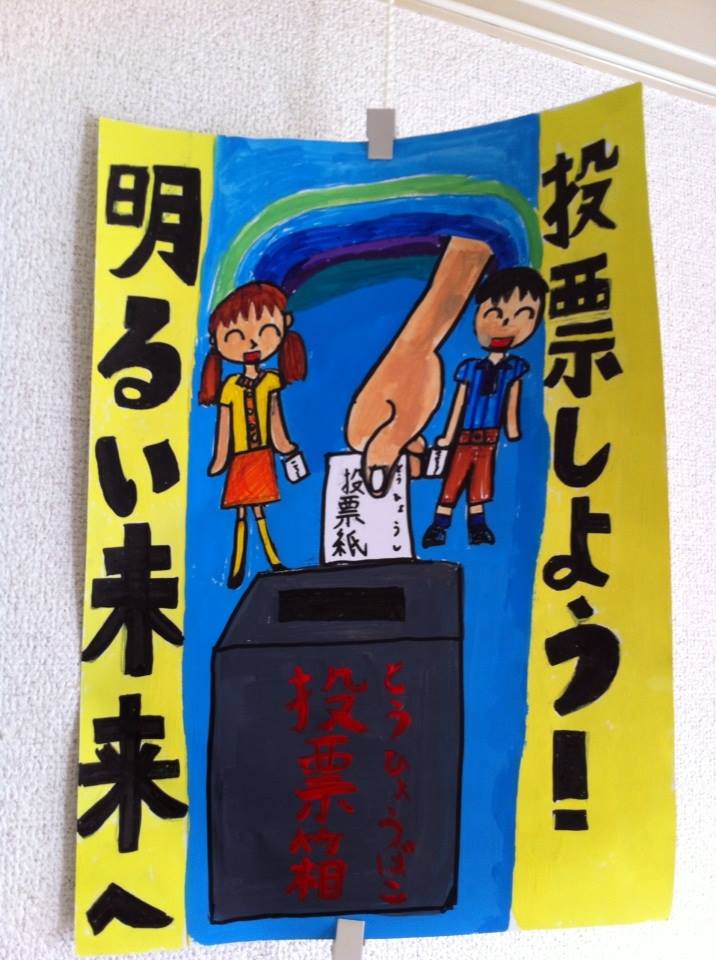 投票しよう!
明るい未来へ
とうひょうし
投票紙
とうひょうばこ
投票箱